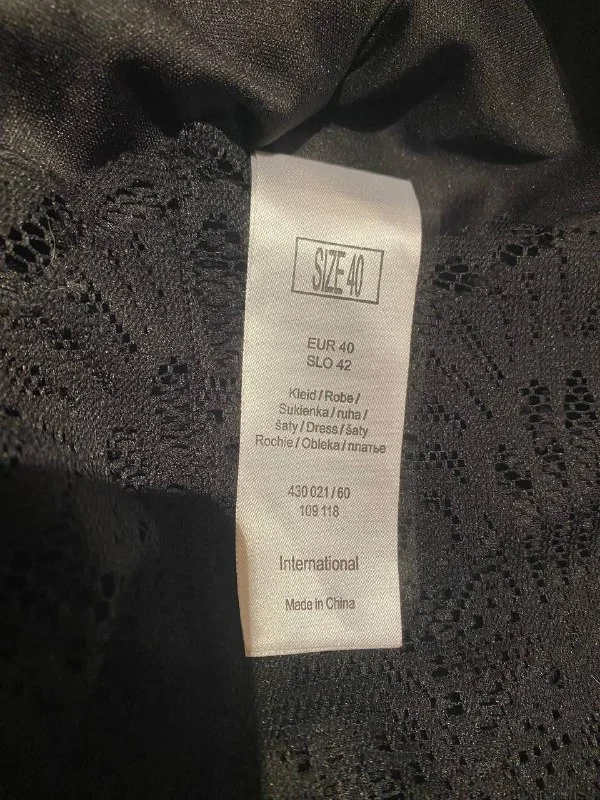 SIZE 40
EUR 40
SLO 42
Kleid / Robe /
Sukienka / ruha /
šaty / Dress / šaty
Rochie / Obleka / платье
430 021 / 60
109 118
International
Made in China